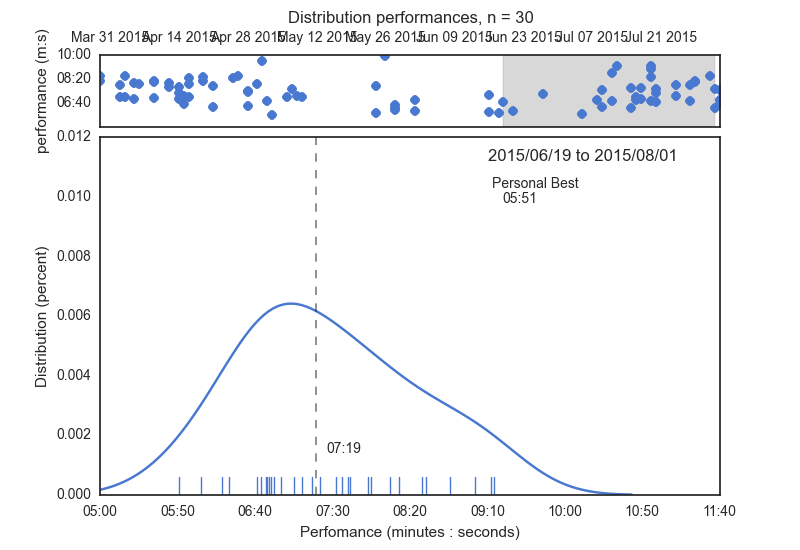 Distribution performances, n = 30
Mar 31 2015 Apr 14 2015 Apr 28 2015 May 12 2015 May 26 2015 Jun 09 2015 Jun 23 2015 Jul 07 2015 Jul 21 2015
performance (m:s)
10:00
08:20
06:40
Distribution (percent)
0.012
0.010
0.008
0.006
0.004
0.002
0.000
2015/06/19 to 2015/08/01
Personal Best
05:51
07:19
05:00 05:50 06:40 07:30 08:20 09:10 10:00 10:50 11:40
Perfomance (minutes : seconds)